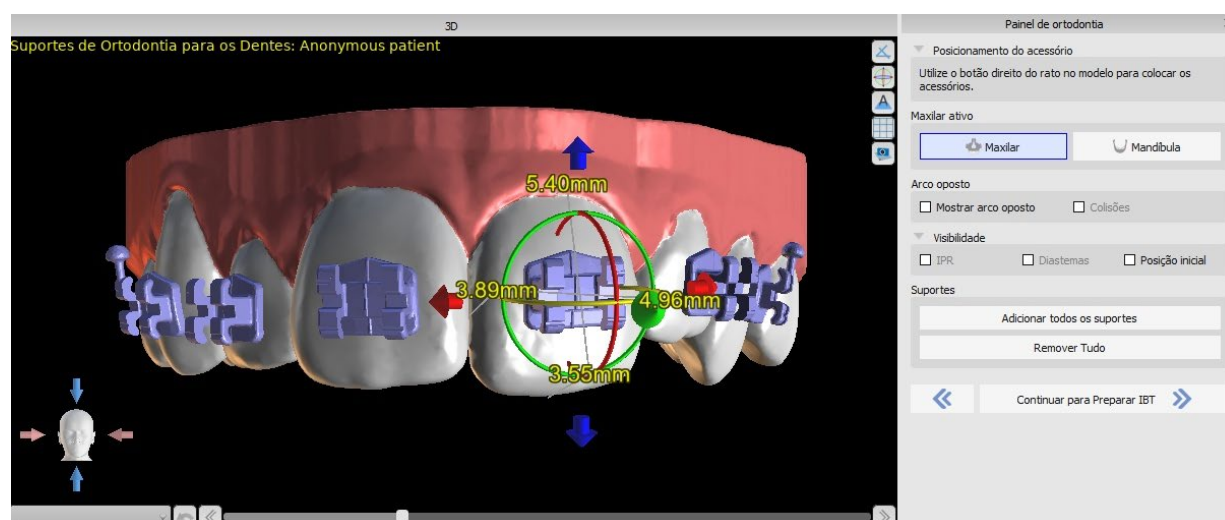 3D
Suportes de Ortodontia para os Dentes: Anonymous patient
5.40mm
3.89mm
4.96mm
3.55mm
Painel de ortodontia
Posicionamento do acessório
Utilize o botão direito do rato no modelo para colocar os
acessórios.
Maxilar ativo
Maxilar
Mandíbula
Arco oposto
Mostrar arco oposto
Colisões
Visibilidade
IPR
Diastemas
Posição inicial
Suportes
Adicionar todos os suportes
Remover Tudo
Continuar para Preparar IBT